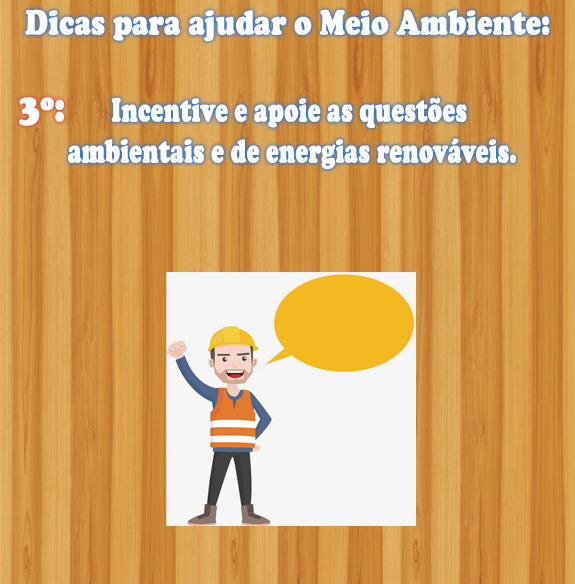 Dicas para ajudar o Meio Ambiente:
3º: Incentive e apoie as questões
ambientais e de energias renováveis.